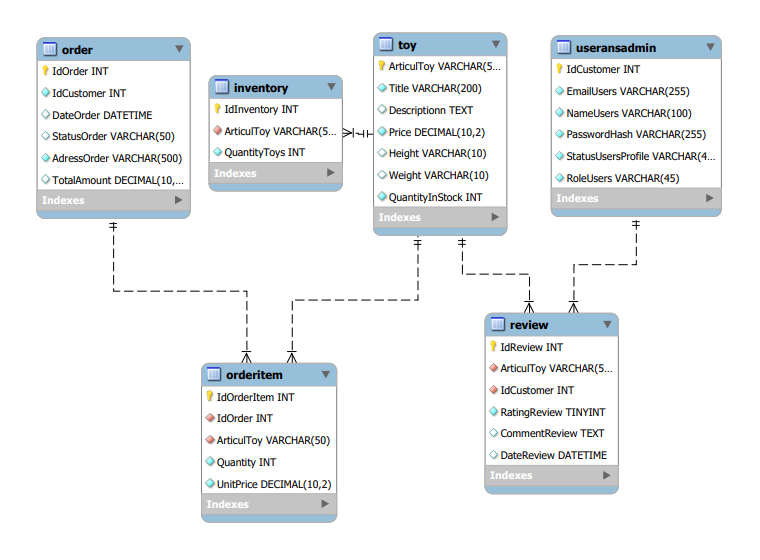 order
IdOrder INT
IdCustomer INT
DateOrder DATETIME
StatusOrder VARCHAR(50)
AdressOrder VARCHAR(500)
TotalAmount DECIMAL(10,...
Indexes
inventory
IdInventory INT
ArticulToy VARCHAR(5...
QuantityToys INT
Indexes
toy
ArticulToy VARCHAR(5...
Title VARCHAR(200)
Descriptionn TEXT
Price DECIMAL(10,2)
Height VARCHAR(10)
Weight VARCHAR(10)
QuantityInStock INT
Indexes
useransadmin
IdCustomer INT
EmailUsers VARCHAR(255)
NameUsers VARCHAR(100)
PasswordHash VARCHAR(255)
StatusUsersProfile VARCHAR(4...
RoleUsers VARCHAR(45)
Indexes
orderitem
IdOrderItem INT
IdOrder INT
ArticulToy VARCHAR(50)
Quantity INT
UnitPrice DECIMAL(10,2)
Indexes
review
IdReview INT
ArticulToy VARCHAR(5...
IdCustomer INT
RatingReview TINYINT
CommentReview TEXT
DateReview DATETIME
Indexes